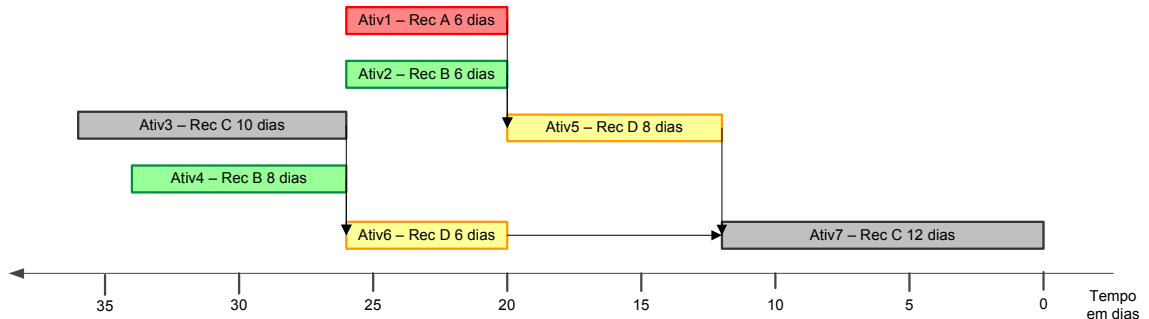 Ativ1 – Rec A 6 dias
Ativ2 – Rec B 6 dias
Ativ3 – Rec C 10 dias
Ativ5 – Rec D 8 dias
Ativ4 – Rec B 8 dias
Ativ6 – Rec D 6 dias
Ativ7 – Rec C 12 dias
35 30 25 20 15 10 5 0
Tempo
em dias